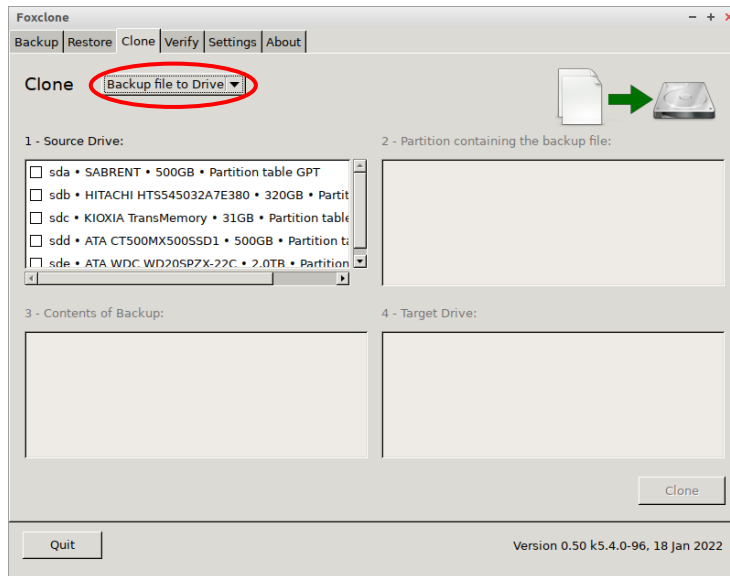 Foxclone
Backup Restore Clone Verify Settings About
Clone Backup file to Drive
1 - Source Drive:
2 - Partition containing the backup file:
sda • SABRENT • 500GB • Partition table GPT
sdb • HITACHI HTS545032A7E380 • 320GB • Partit
sdc • KIOXIA TransMemory • 31GB • Partition table
sdd • ATA CT500MX500SSD1 • 500GB • Partition ta
sde • ATA WDC WD20SPZX-22C • 2.0TB • Partition
3 - Contents of Backup:
4 - Target Drive:
Clone
Quit
Version 0.50 k5.4.0-96, 18 Jan 2022